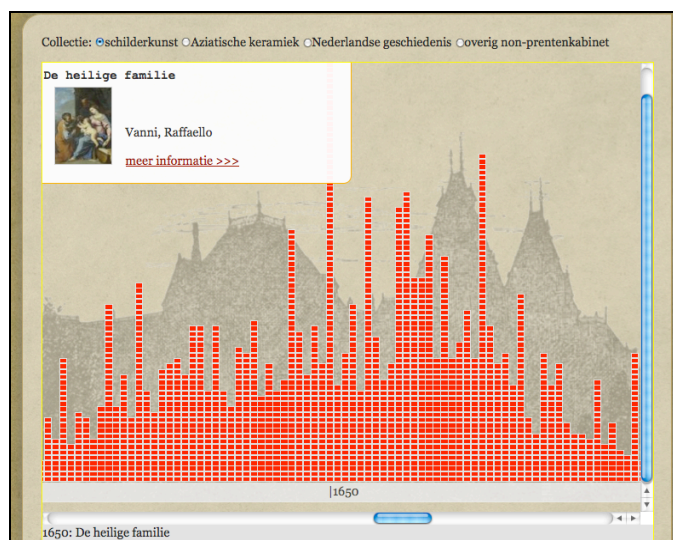 Collectie: schilderkunst Aziatische keramiek Nederlandse geschiedenis overig non-prentenkabinet
De heilige familie
Vanni, Raffaello
meer informatie >>>
|1650
1650: De heilige familie